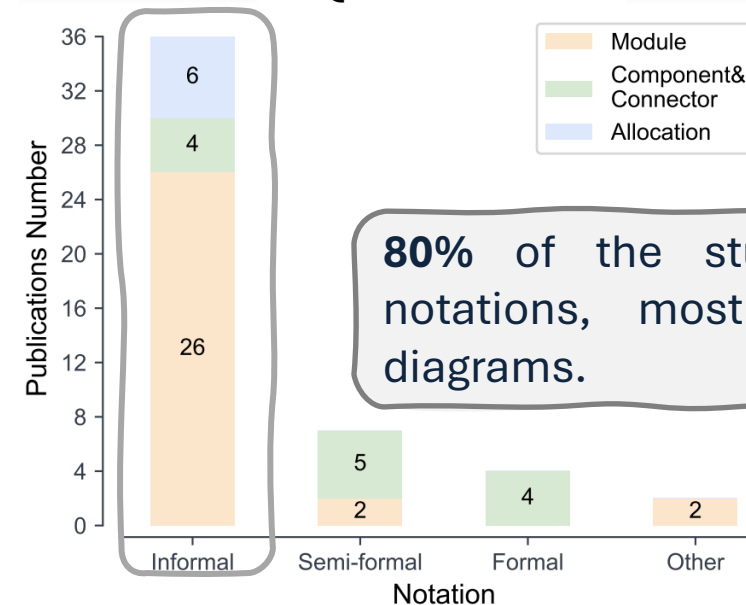 36
32
28
24
20
16
12
8
4
0
Publications Number
6
4
26
5
2
4
2
Module
Component&
Connector
Allocation
80% of the
notations, most
diagrams.
Informal
Semi-formal
Formal
Other
Notation